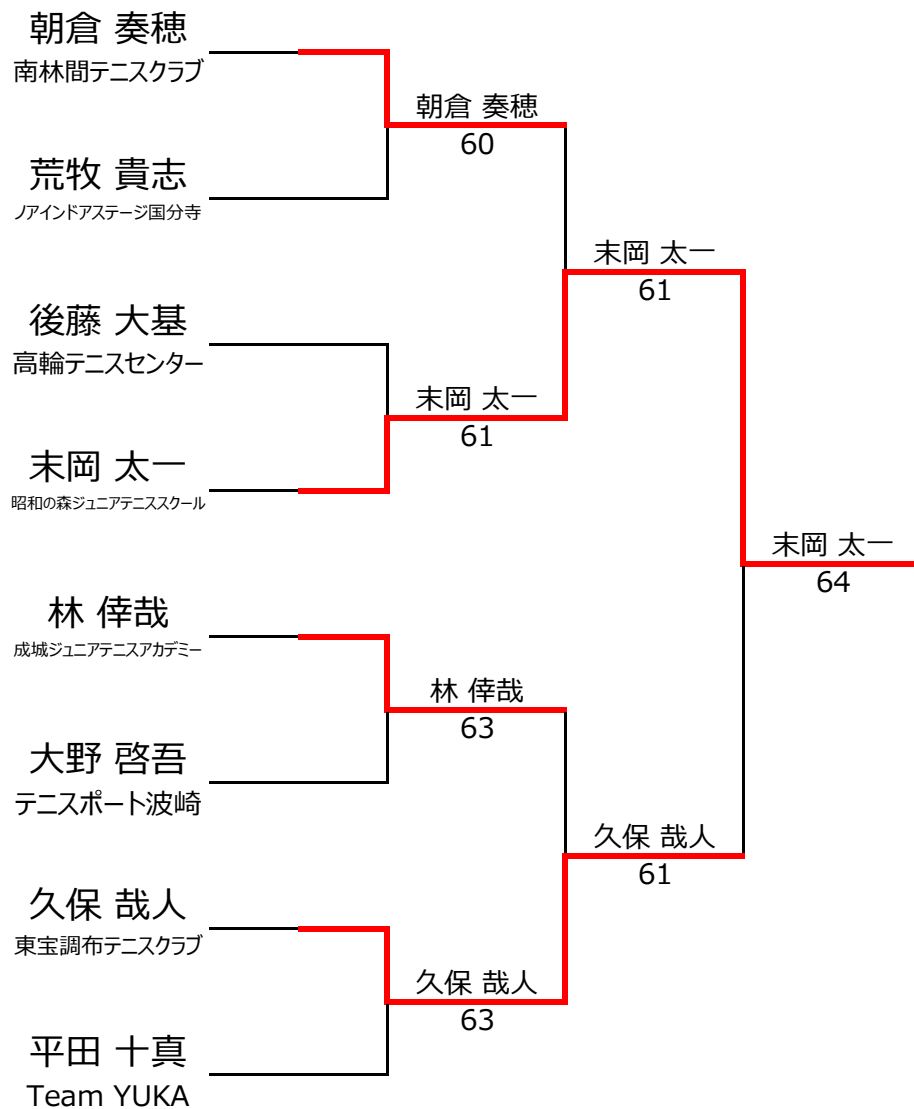 朝倉 奏穂
南林間テニスクラブ
朝倉 奏穂
60
荒牧 貴志
ノアインドアステージ国分寺
末岡 太一
61
後藤 大基
高輪テニスセンター
末岡 太一
61
末岡 太一
昭和の森ジュニアテニススクール
末岡 太一
64
林 倖哉
成城ジュニアテニスアカデミー
林 倖哉
63
大野 啓吾
テニスポート波崎
久保 哉人
61
久保 哉人
東宝調布テニスクラブ
久保 哉人
63
平田 十真
Team YUKA